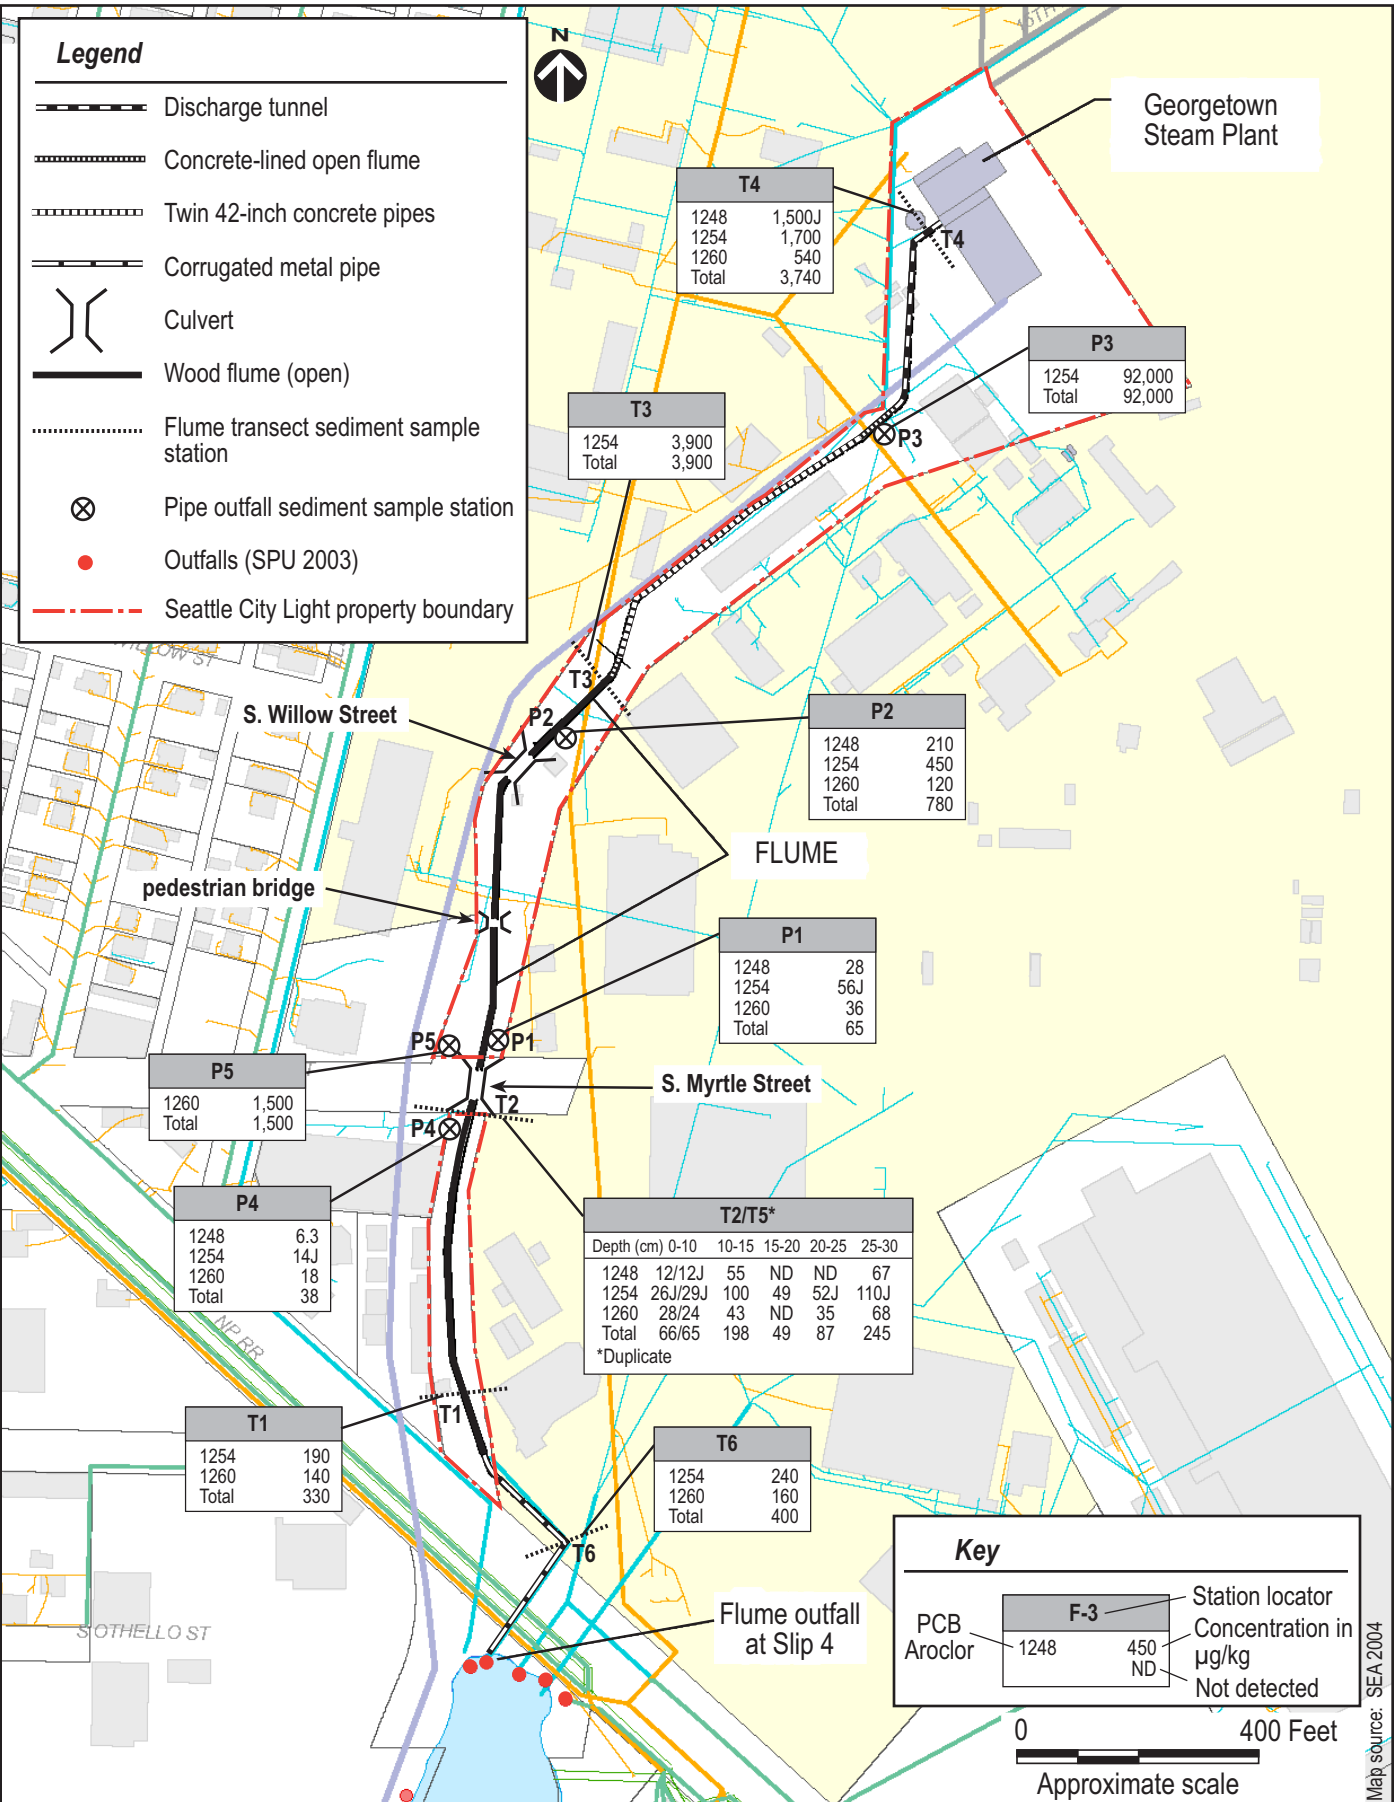 Legend
Discharge tunnel
Concrete-lined open flume
Twin 42-inch concrete pipes
Corrugated metal pipe
Culvert
Wood flume (open)
Flume transect sediment sample
station
Pipe outfall sediment sample station
Outfalls (SPU 2003)
Seattle City Light property boundary
N
Georgetown
Steam Plant
T4
1248 1,500J
1254 1,700
1260 540
Total 3,740
T4
P3
1254 92,000
Total 92,000
P3
T3
1254 3,900
Total 3,900
T3
S. Willow Street
P2
P2
1248 210
1254 450
1260 120
Total 780
FLUME
pedestrian bridge
P1
1248 28
1254 56J
1260 36
Total 65
P5
P1
P5
1260 1,500
Total 1,500
S. Myrtle Street
T2
P4
P4
1248 6.3
1254 14J
1260 18
Total 38
T2/T5*
Depth (cm) 0-10 10-15 15-20 20-25 25-30
1248 12/12J 55 ND ND 67
1254 26J/29J 100 49 52J 110J
1260 28/24 43 ND 35 68
Total 66/65 198 49 87 245
*Duplicate
NP RR
T1
T1
1254 190
1260 140
Total 330
T6
1254 240
1260 160
Total 400
T6
S OTHELLO ST
Flume outfall
at Slip 4
Key
F-3
Station locator
PCB
Aroclor
1248 450
ND
Concentration in
µg/kg
Not detected
0 400 Feet
Approximate scale
Map source: SEA 2004